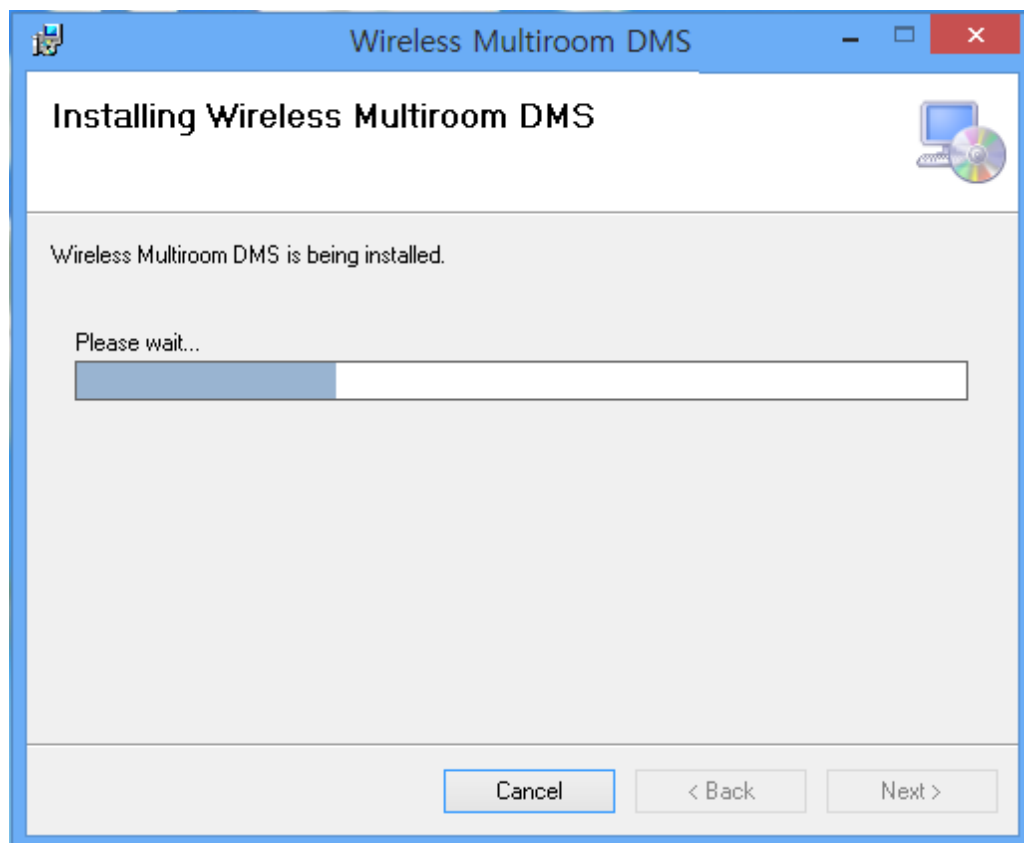 Wireless Multiroom DMS
Installing Wireless Multiroom DMS
Wireless Multiroom DMS is being installed.
Please wait...
Cancel
< Back
Next >